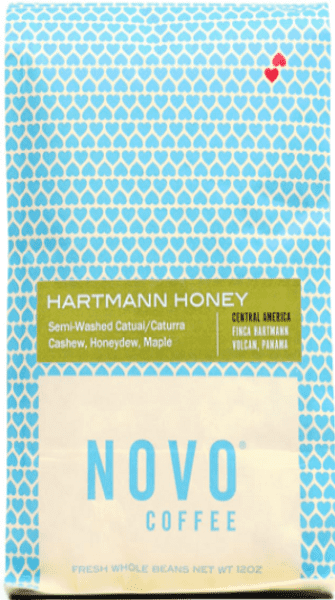 HARTMANN HONEY
Semi-Washed Catuai/Caturra
Cashew, Honeydew, Maple
CENTRAL AMERICA
FINCA HARTMANN
VOLCAN, PANAMA
NOVO®
COFFEE
FRESH WHOLE BEANS NET WT 12OZ